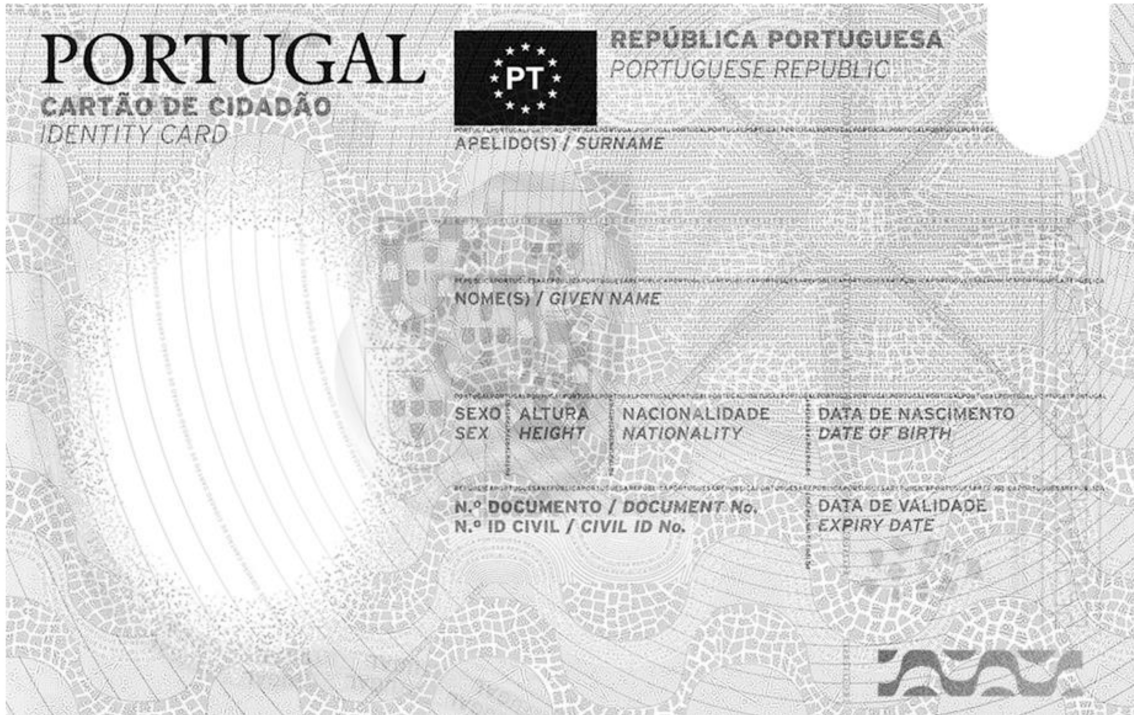 PORTUGAL
CARTÃO DE CIDADÃO
IDENTITY CARD
PT
REPÚBLICA PORTUGUESA
PORTUGUESE REPUBLIC
APELIDO(S) / SURNAME
NOME(S) / GIVEN NAME
SEXO
SEX
ALTURA
HEIGHT
NACIONALIDADE
NATIONALITY
DATA DE NASCIMENTO
DATE OF BIRTH
N.º DOCUMENTO / DOCUMENT No.
N.º ID CIVIL / CIVIL ID No.
DATA DE VALIDADE
EXPIRY DATE